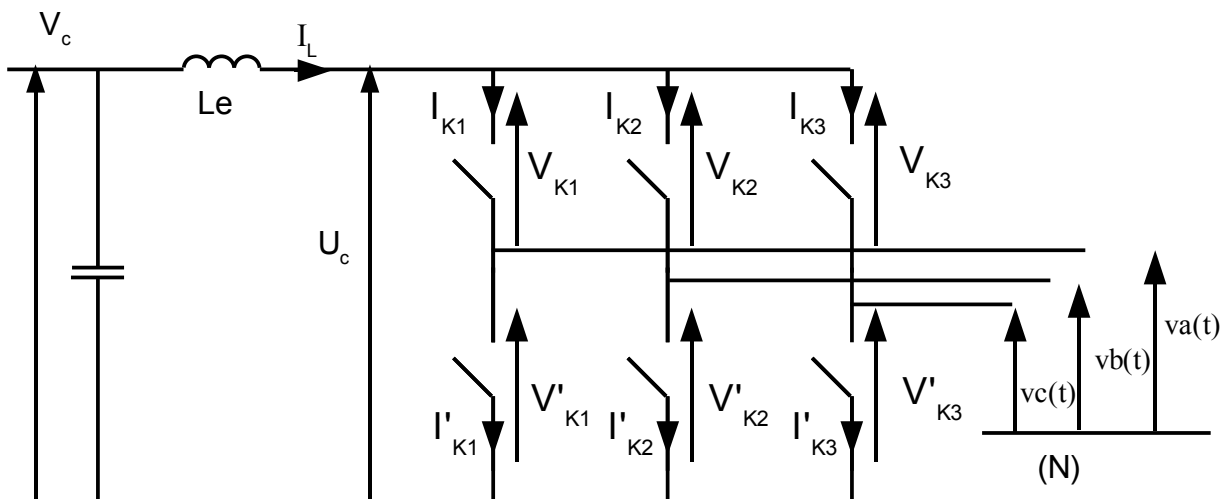 Vc
IL
Le
IK1
IK2
IK3
VK1
VK2
VK3
Uc
va(t)
vb(t)
vc(t)
V'K1
V'K2
V'K3
I'K1
I'K2
I'K3
(N)